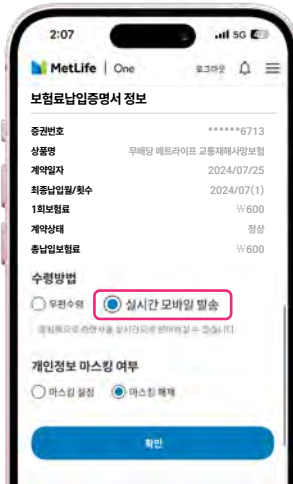 2:07 5G
MetLife | One 로그아웃
보험료납입증명서 정보
증권번호 ******6713
상품명 무배당 메트라이프 교통재해사망보험
계약일자 2024/07/25
최종납입월/횟수 2024/07(1)
1회보험료 ₩600
계약상태 정상
총납입보험료 ₩600
수령방법
우편수령 실시간 모바일 발송
개인정보 마스킹 여부
마스킹 설정 마스킹 해제
확인